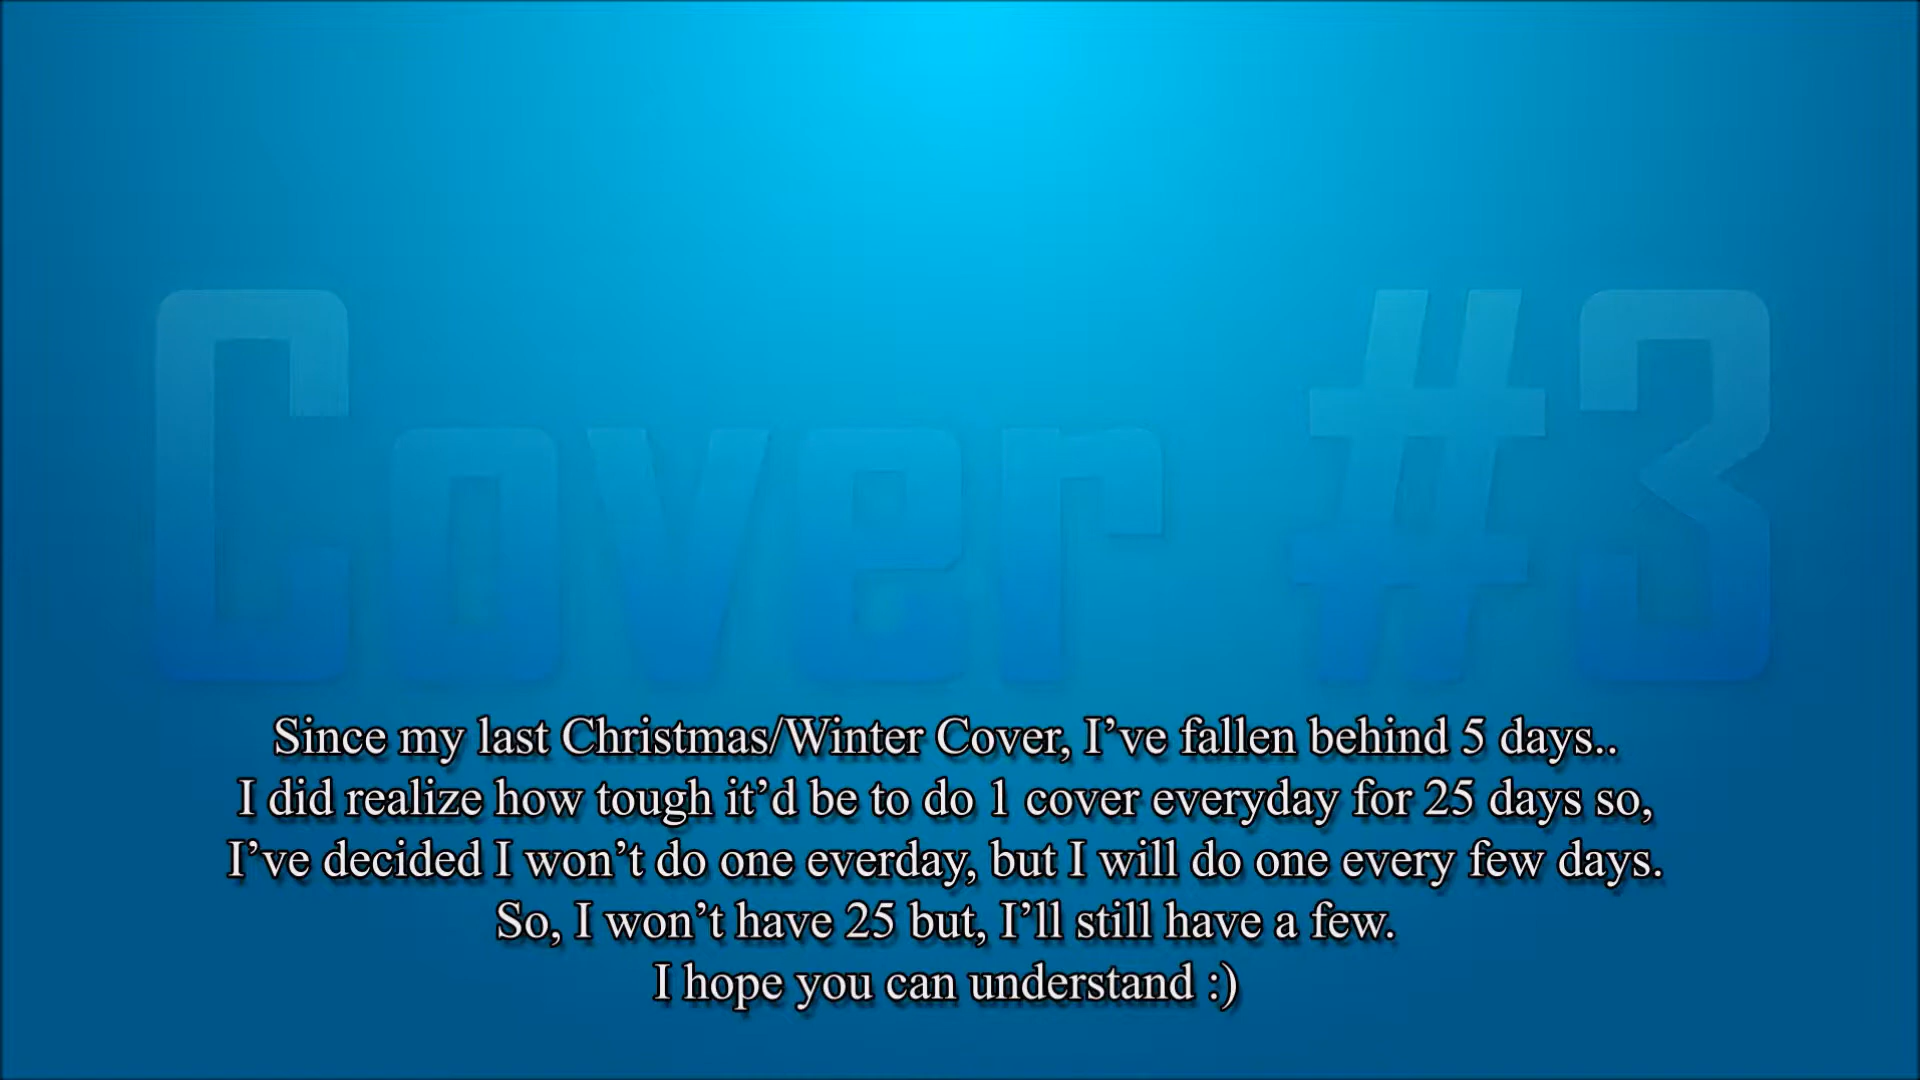 Cover #3
Since my last Christmas/Winter Cover, I’ve fallen behind 5 days..
I did realize how tough it’d be to do 1 cover everyday for 25 days so,
I’ve decided I won’t do one everday, but I will do one every few days.
So, I won’t have 25 but, I’ll still have a few.
I hope you can understand :)